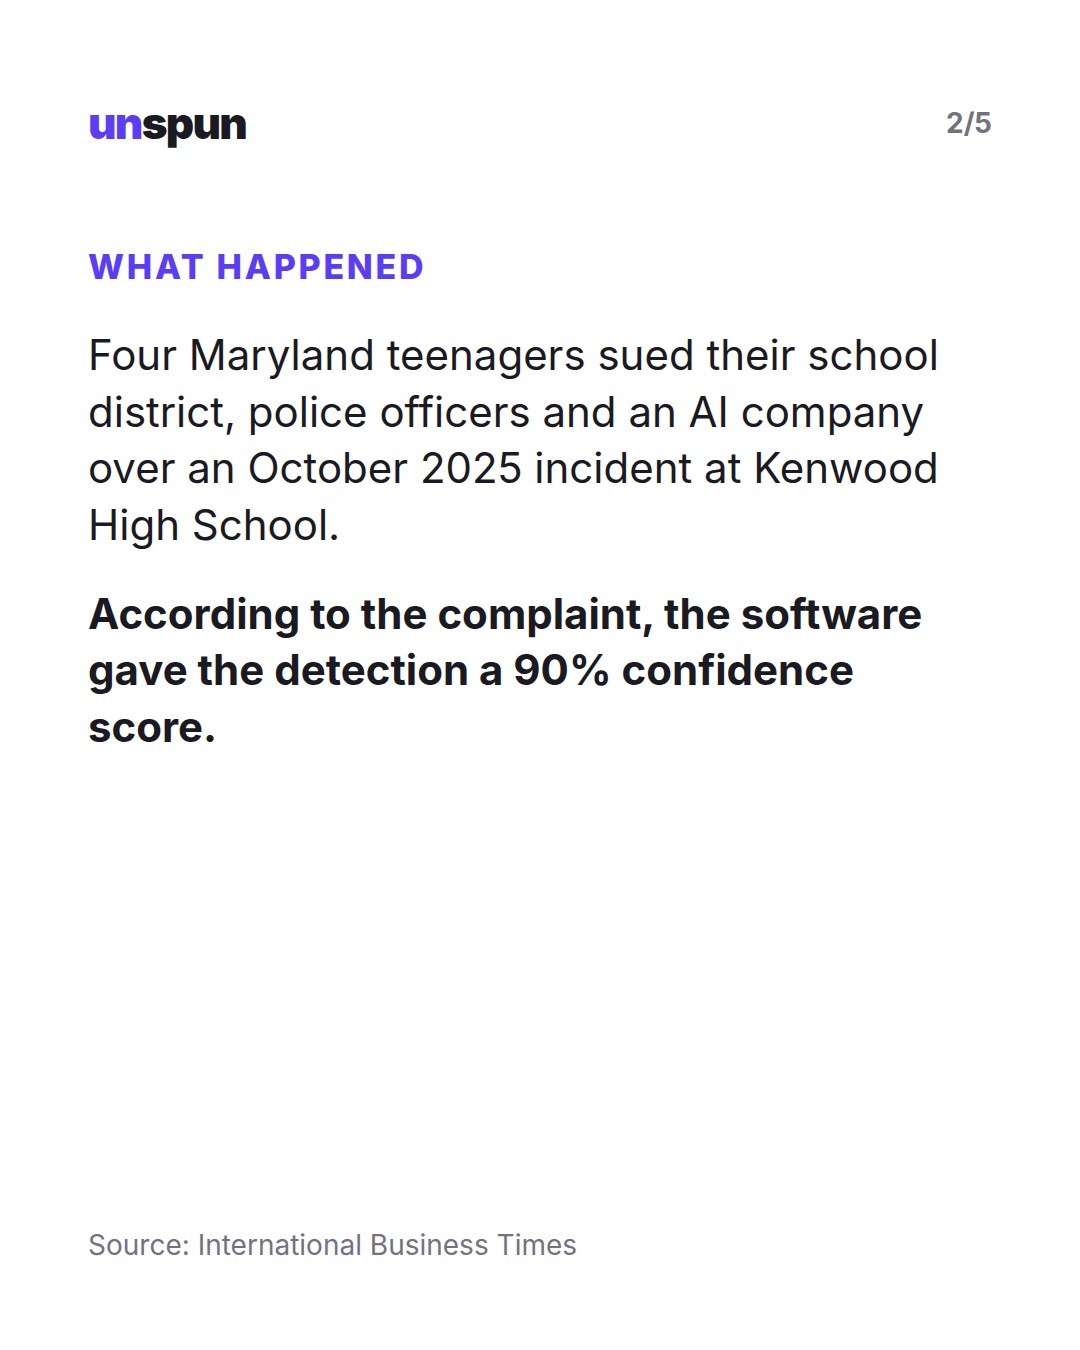 unspun
2/5
WHAT HAPPENED
Four Maryland teenagers sued their school
district, police officers and an AI company
over an October 2025 incident at Kenwood
High School.
According to the complaint, the software
gave the detection a 90% confidence
score.
Source: International Business Times